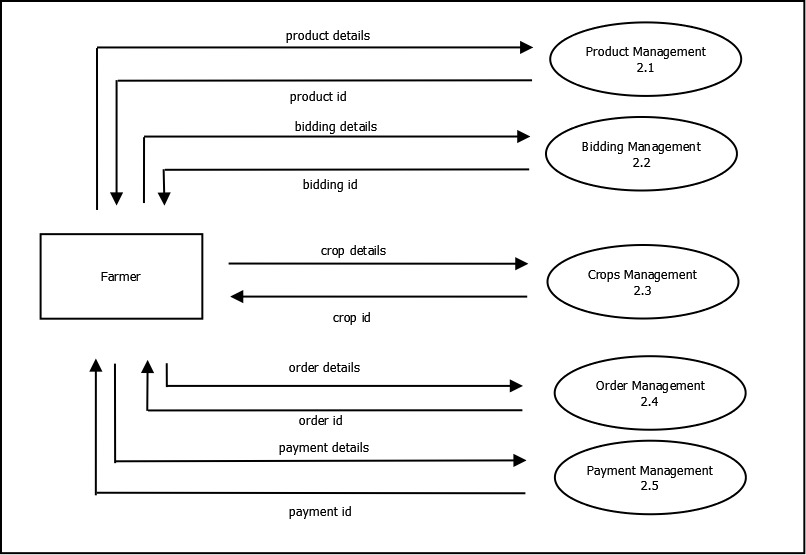 product details
Product Management
2.1
product id
bidding details
Bidding Management
2.2
bidding id
crop details
Farmer
Crops Management
2.3
crop id
order details
Order Management
2.4
order id
payment details
Payment Management
2.5
payment id